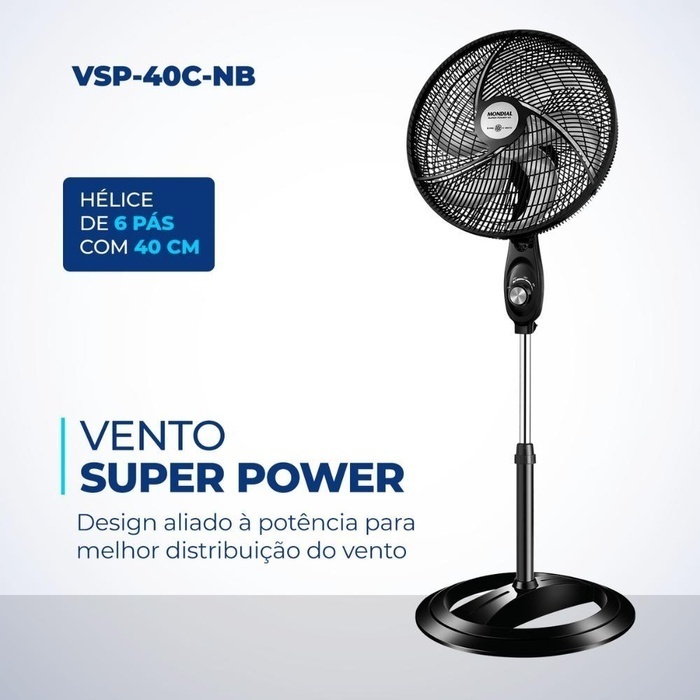 VSP-40C-NB
HÉLICE
DE 6 PÁS
COM 40 CM
MONDIAL
VENTO
SUPER POWER
Design aliado à potência para
melhor distribuição do vento